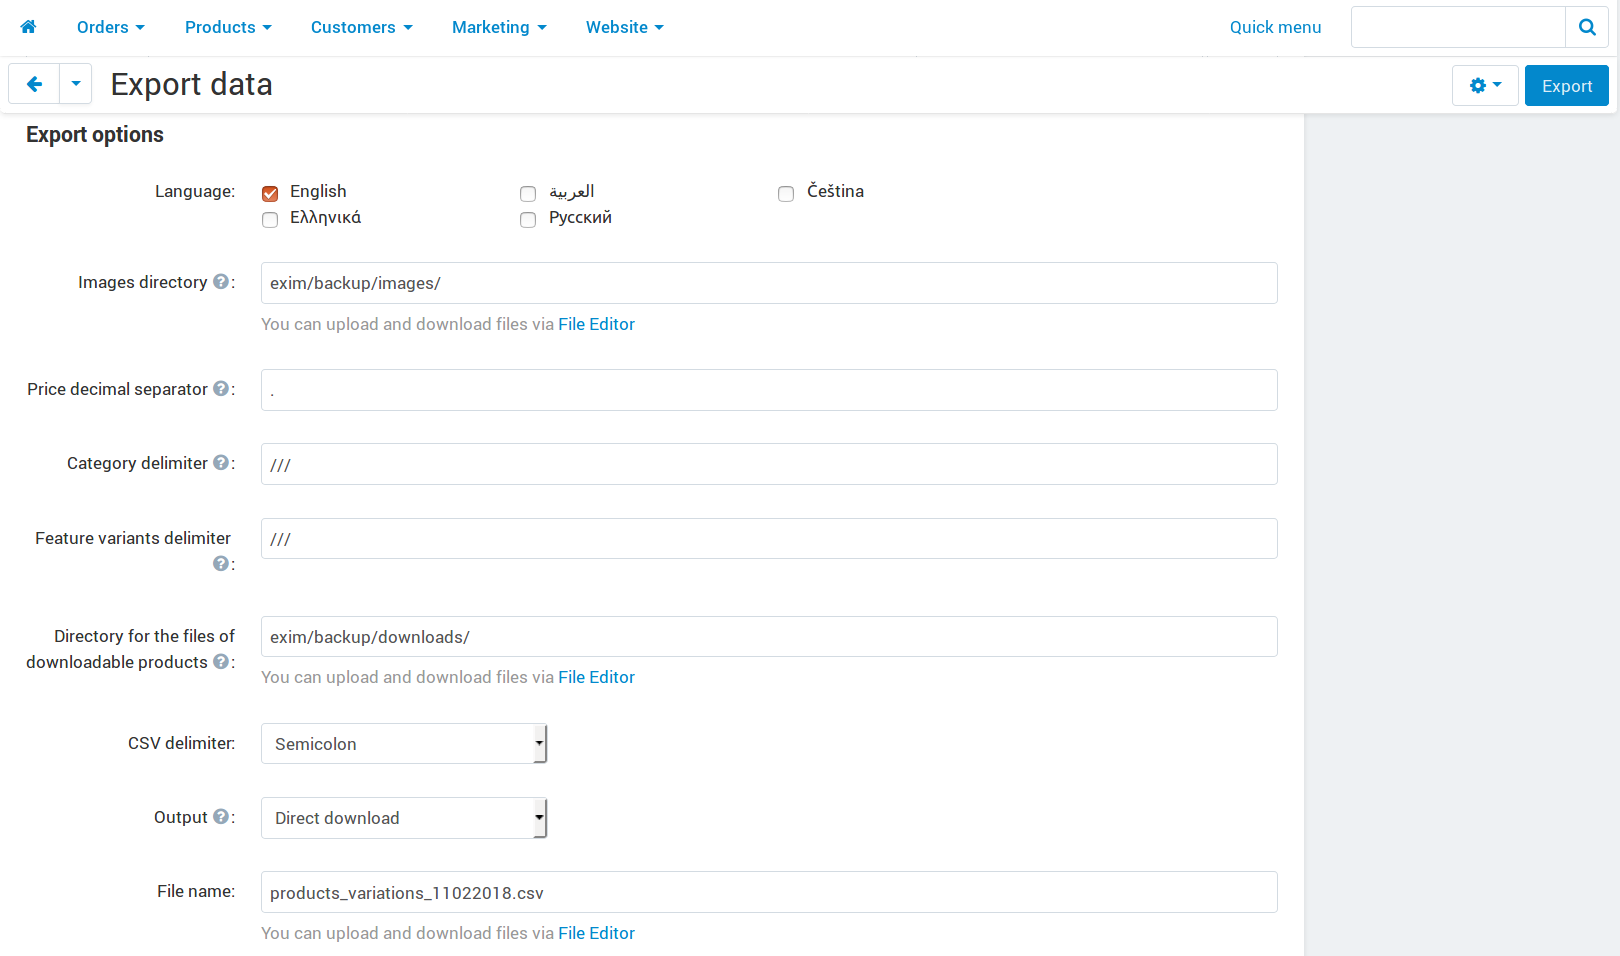 Orders Products Customers Marketing Website Quick menu
Export data Export
Export options
Language: English العربية Čeština
Ελληνικά Русский
Images directory ?: exim/backup/images/
You can upload and download files via File Editor
Price decimal separator ?: .
Category delimiter ?: ///
Feature variants delimiter ///
?:
Directory for the files of exim/backup/downloads/
downloadable products ?:
You can upload and download files via File Editor
CSV delimiter: Semicolon
Output ?: Direct download
File name: products_variations_11022018.csv
You can upload and download files via File Editor